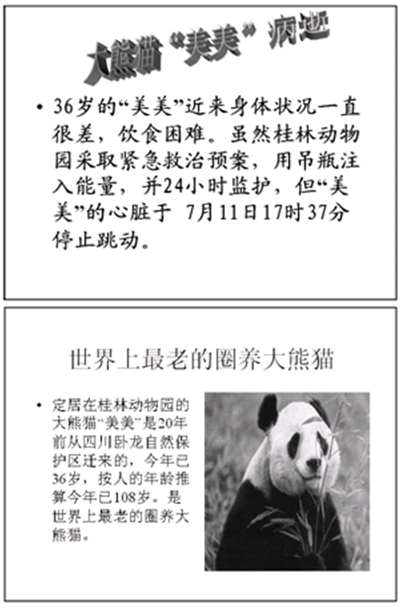 大熊猫“美美”病逝
• 36岁的“美美”近来身体状况一直
很差，饮食困难。虽然桂林动物
园采取紧急救治预案，用吊瓶注
入能量，并24小时监护，但“美
美”的心脏于 7月11日17时37分
停止跳动。
世界上最老的圈养大熊猫
• 定居在桂林动物园的
大熊猫“美美”是20年
前从四川卧龙自然保
护区迁来的，今年已
36岁，按人的年龄推
算今年已108岁。是
世界上最老的圈养大
熊猫。